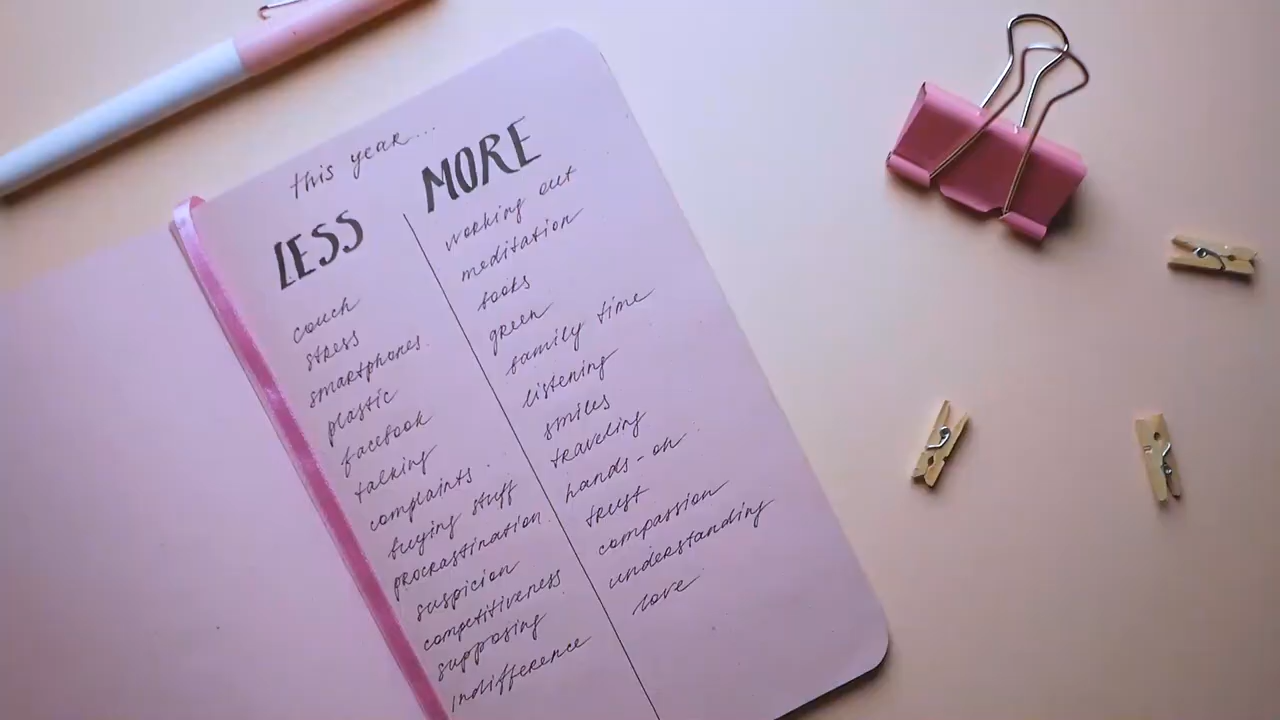 this year...
LESS
couch
stress
smartphones
plastic
facebook
talking
complaints
buying stuff
procrastination
suspicion
competitiveness
supposing
indifference
MORE
working out
meditation
books
green
family time
listening
smiles
traveling
hands-on
trust
compassion
understanding
love